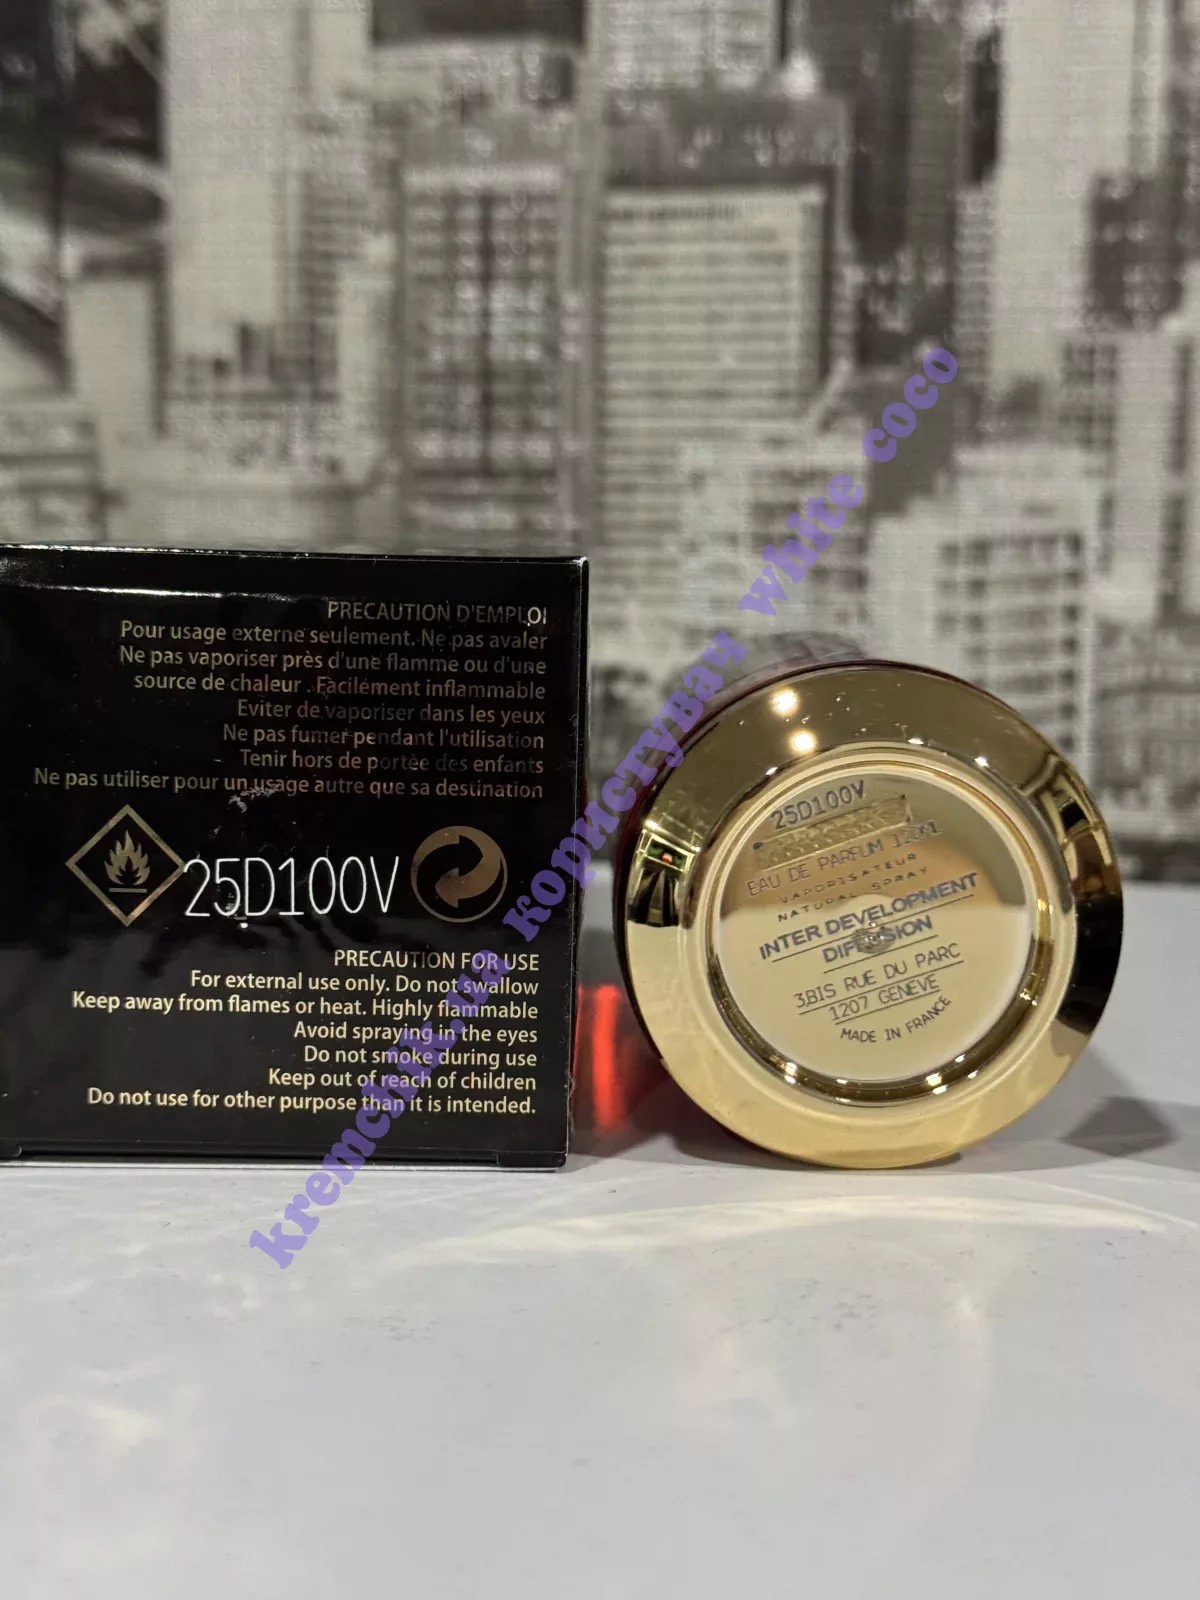 PRECAUTION D'EMPLOI
Pour usage externe seulement. Ne pas avaler
Ne pas vaporiser près d'une flamme ou d'une
source de chaleur . Facilement inflammable
Eviter de vaporiser dans les yeux
Ne pas fumer pendant l'utilisation
Tenir hors de portèe des enfants
Ne pas utiliser pour un usage autre que sa destination
25D100V
PRECAUTION FOR USE
For external use only. Do not swallow
Keep away from flames or heat. Highly flammable
Avoid spraying in the eyes
Do not smoke during use
Keep out of reach of children
Do not use for other purpose than it is intended.
25D100V
EAU DE PARFUM 120ML
VAPORISATEUR
NATURAL SPRAY
INTER DEVELOPMENT
DIFFUSION
3,BIS RUE DU PARC
1207 GENEVE
MADE IN FRANCE
kremchik.ua користувач white coco